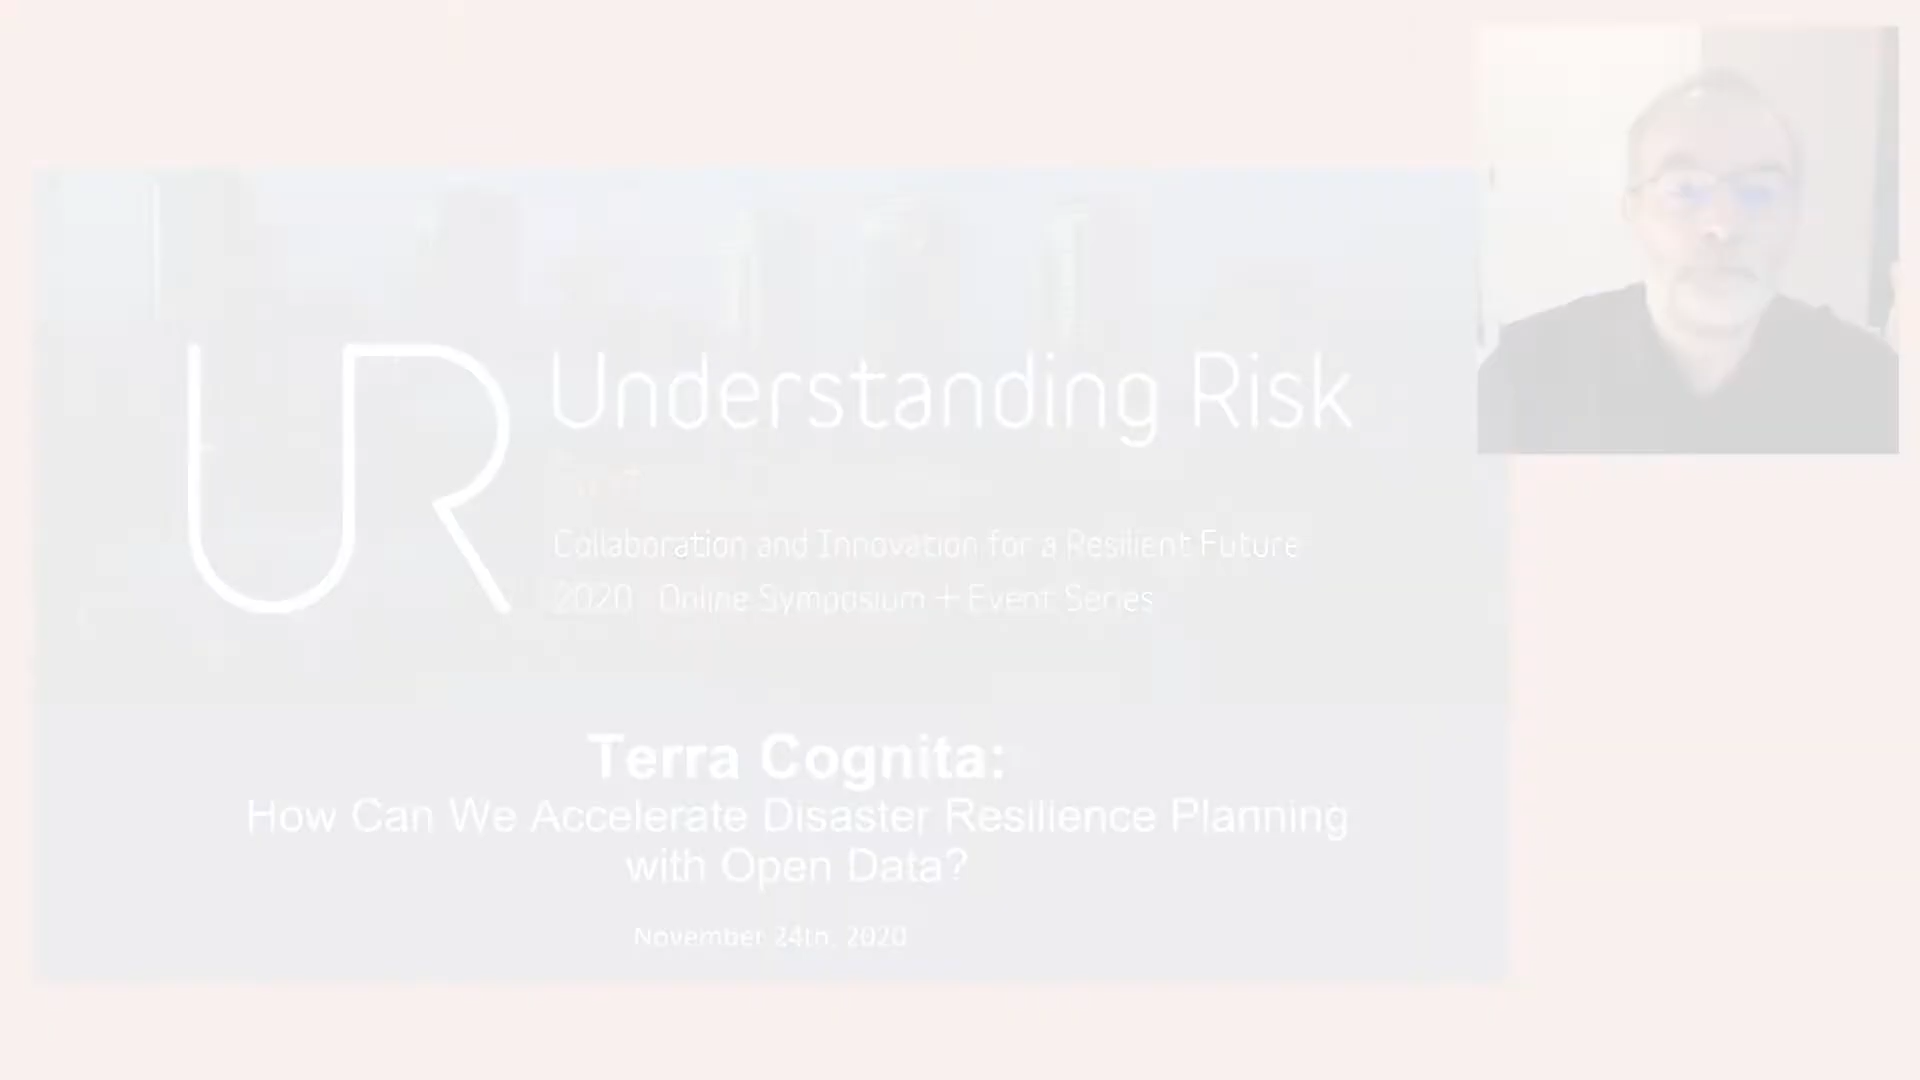 UR
Understanding Risk
Collaboration and Innovation for a Resilient Future
2020 Online Symposium + Event Series
Terra Cognita:
How Can We Accelerate Disaster Resilience Planning
with Open Data?
November 24th, 2020